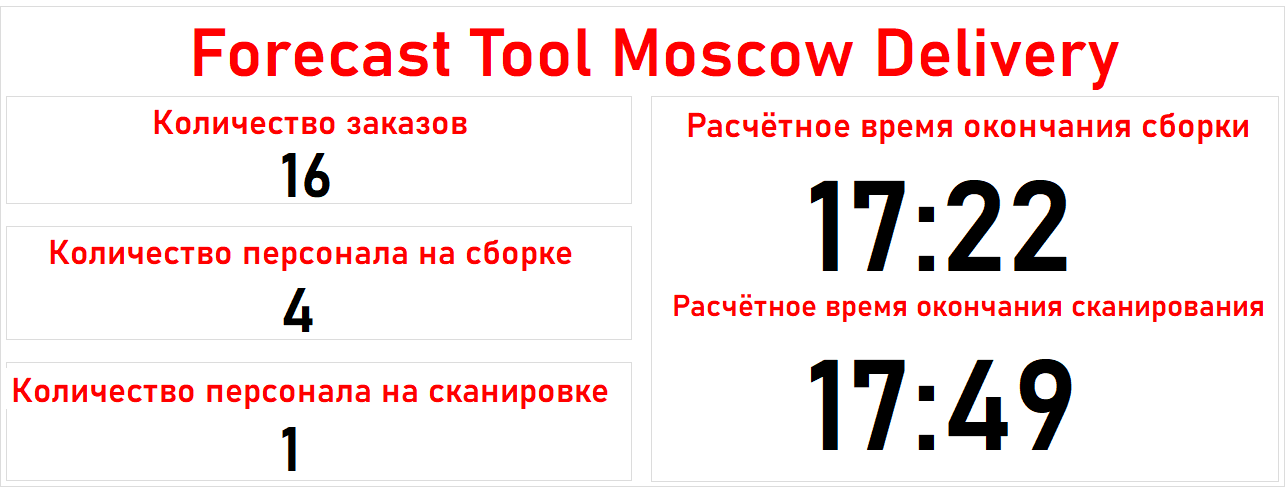 Forecast Tool Moscow Delivery
Количество заказов
16
Количество персонала на сборке
4
Количество персонала на сканировке
1
Расчётное время окончания сборки
17:22
Расчётное время окончания сканирования
17:49